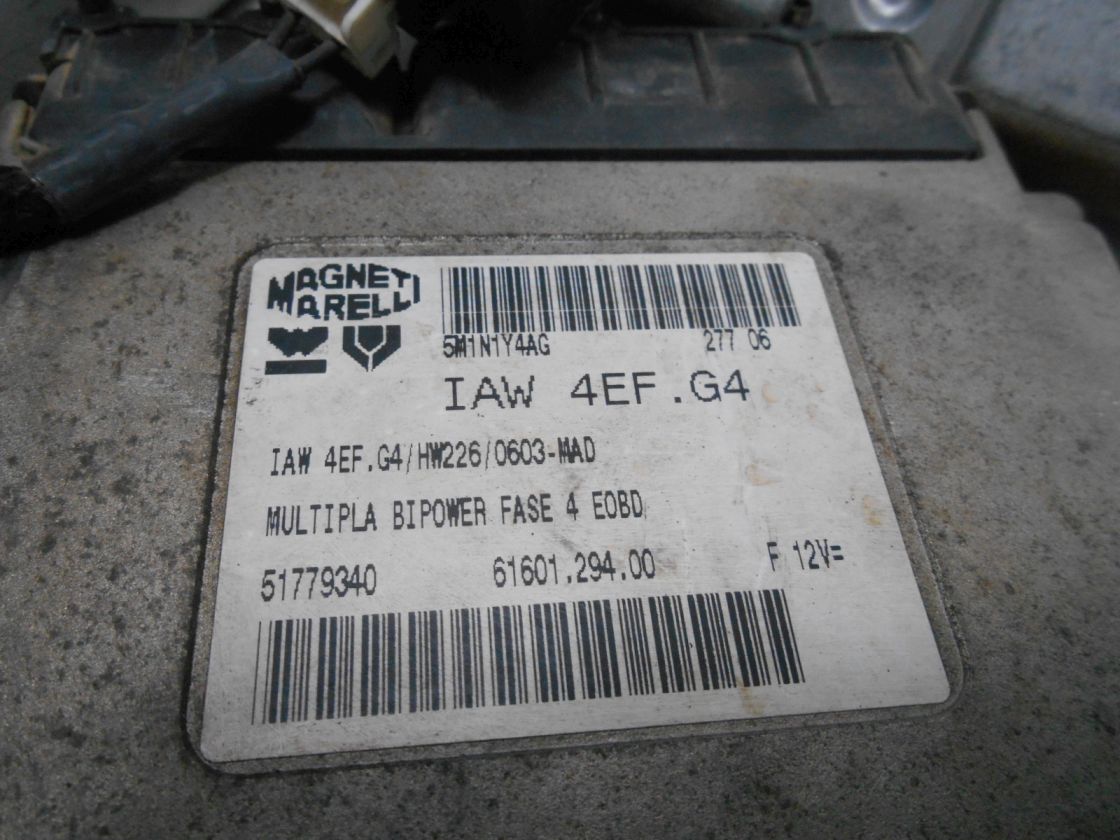 MAGNETI
MARELLI
5M1N1Y4AG 277 06
IAW 4EF.G4
IAW 4EF.G4/HW226/0603-MAD
MULTIPLA BIPOWER FASE 4 EOBD
51779340 61601.294.00 F 12V=